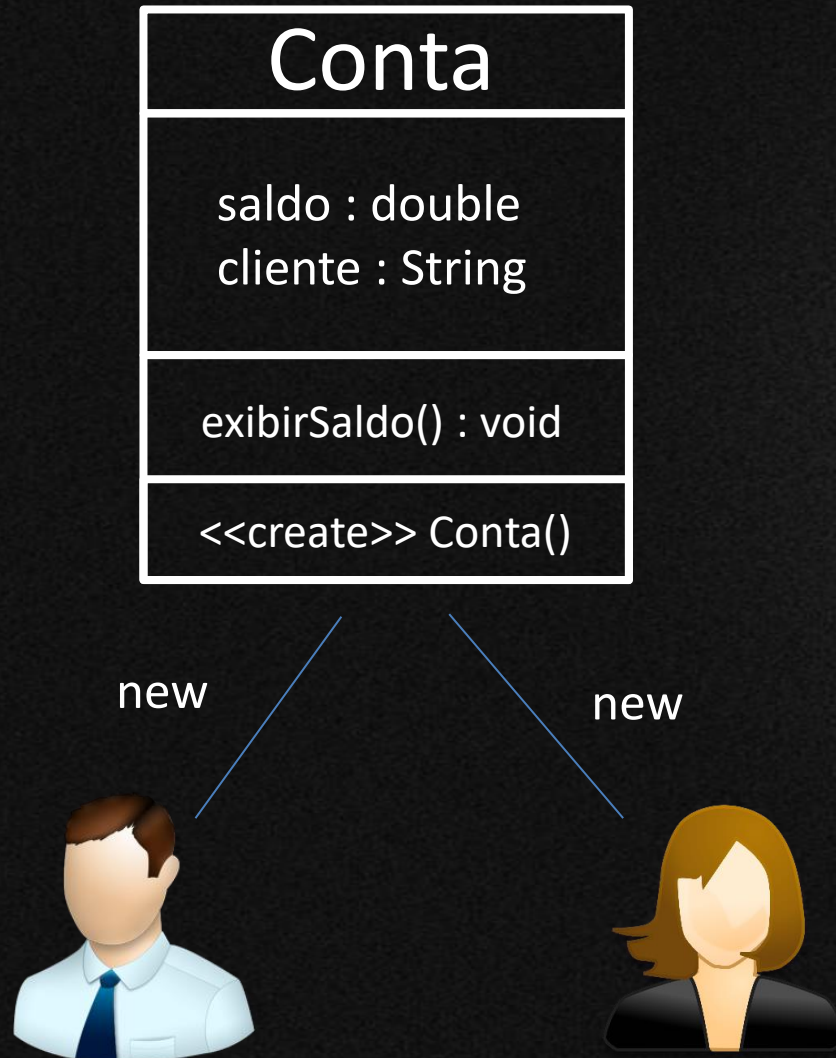 Conta
saldo : double
cliente : String
exibirSaldo() : void
<<create>> Conta()
new
new